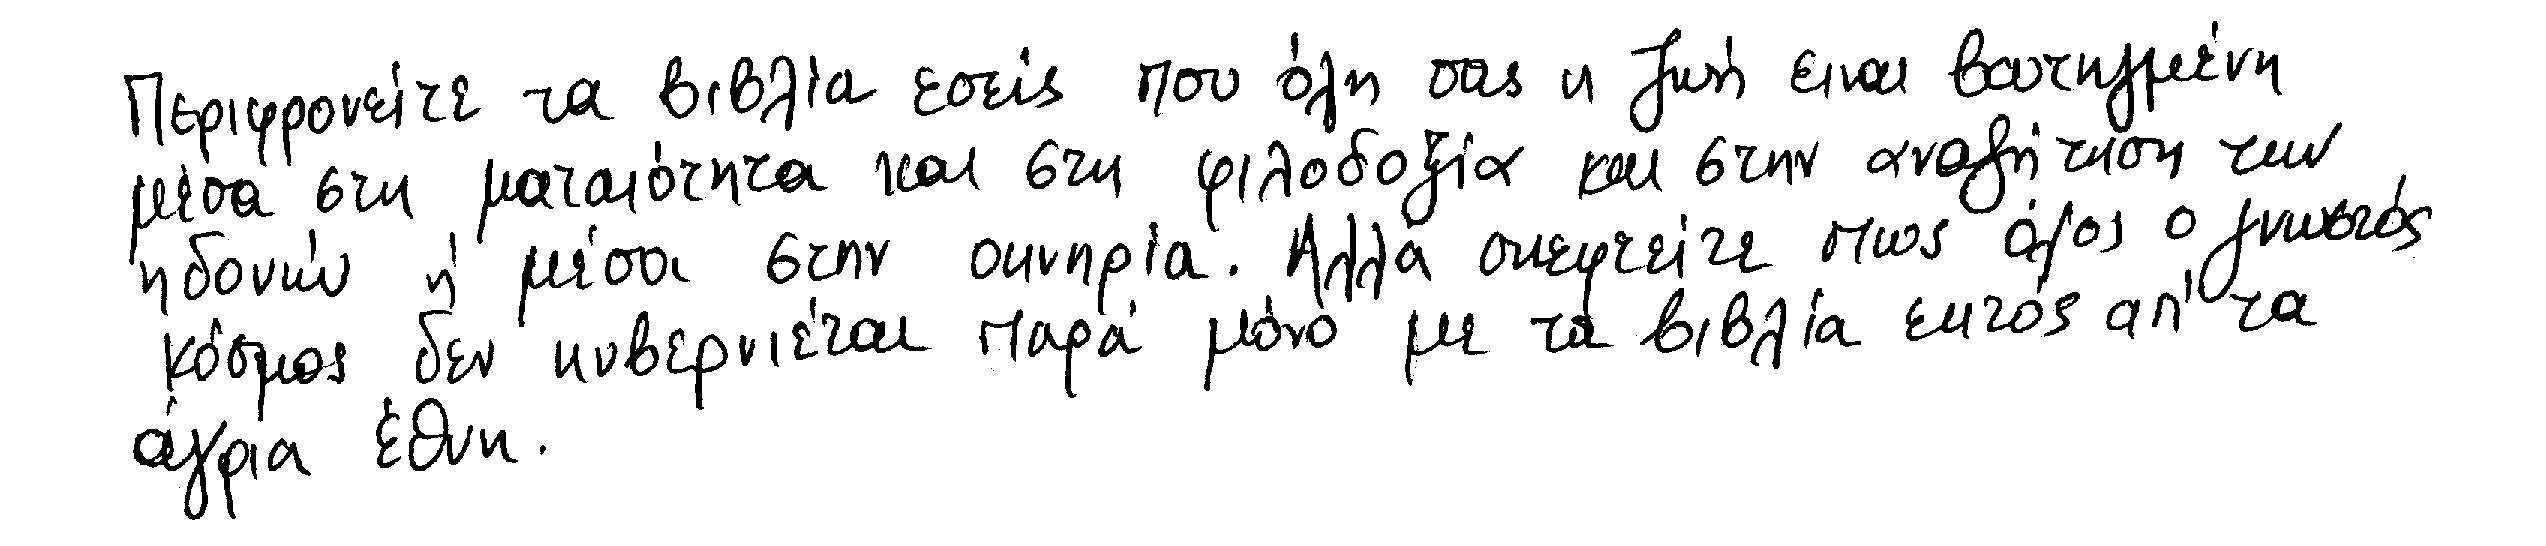 Περιφρονείτε τα βιβλία εσείς που όλη σας η ζωή ειναι βουτηγμένη
μέσα στη ματαιότητα και στη φιλοδοξία και στην αναζήτηση των
ηδονών ή μέσα στην οκνηρία. Αλλά σκεφτείτε πως όλος ο γνωστός
κόσμος δεν κυβερνιέται παρά μόνο με τα βιβλία εκτός απ' τα
άγρια έθνη.